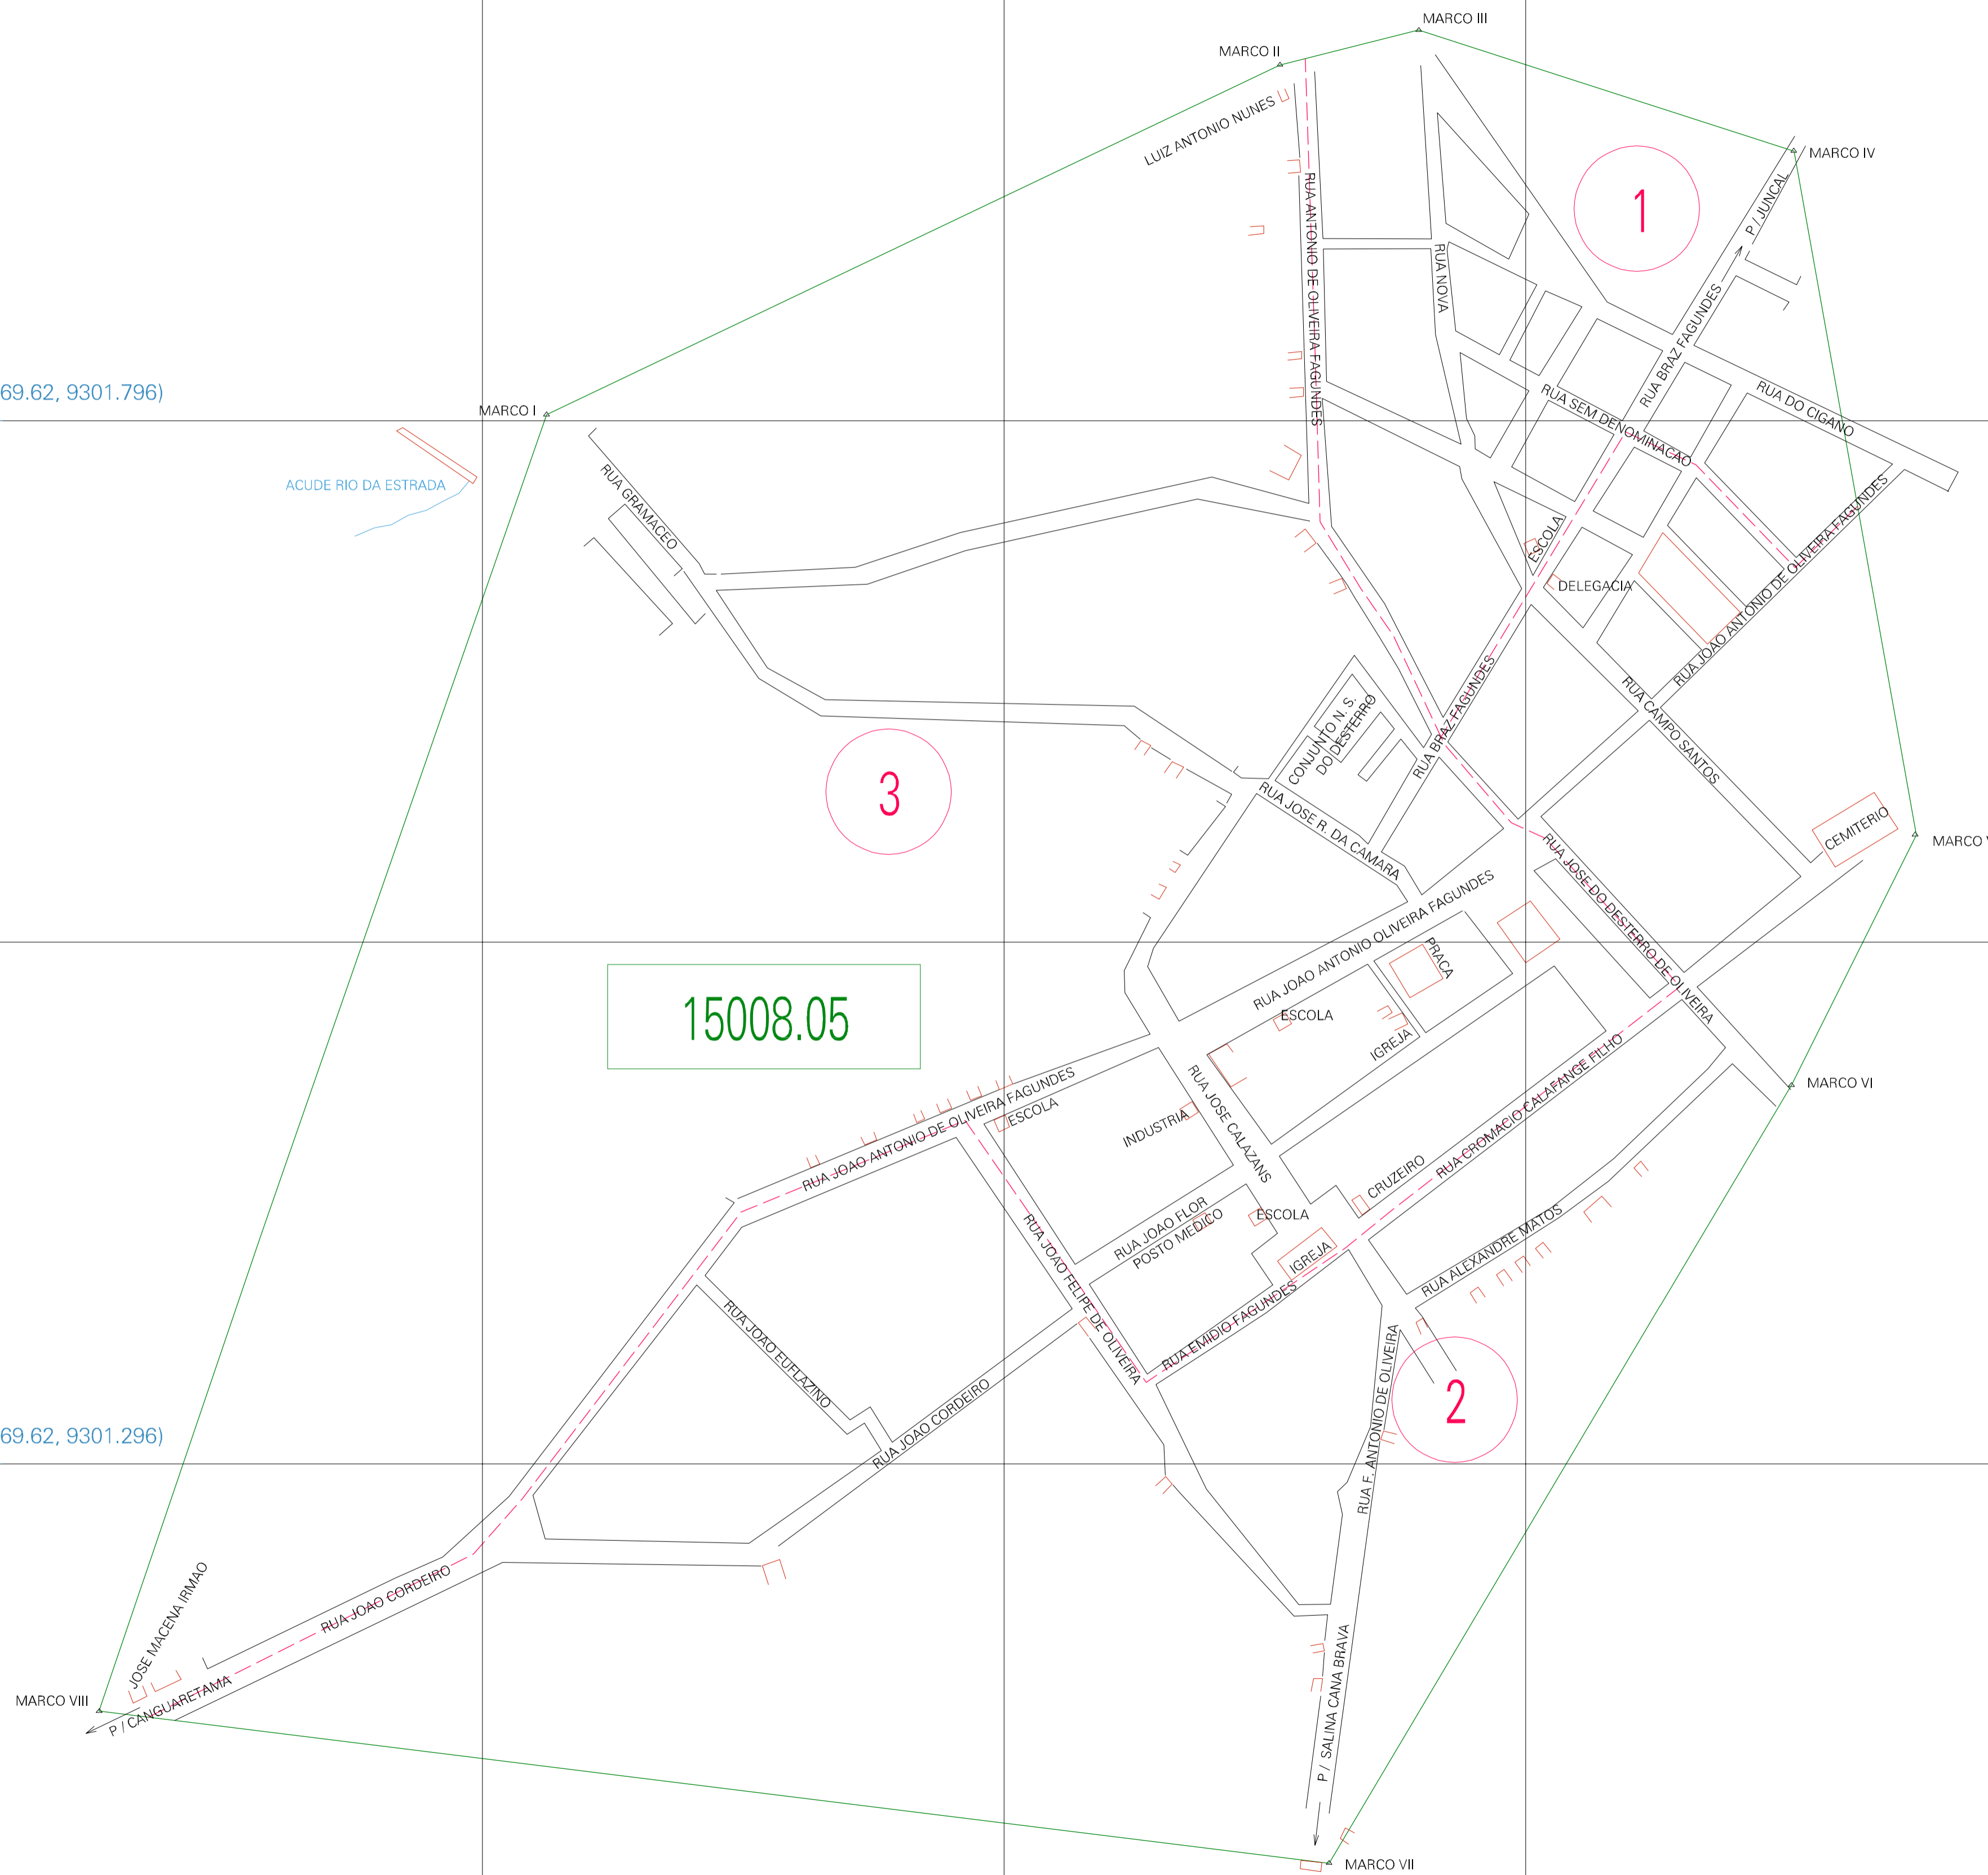 MARCO III
MARCO II
LUIZ ANTONIO NUNES
MARCO IV
1
P / JUNCAL
RUA ANTONIO DE OLIVEIRA FAGUNDES
RUA NOVA
RUA BRAZ FAGUNDES
69.62, 9301.796)
MARCO I
RUA SEM DENOMINACAO
RUA DO CIGANO
ACUDE RIO DA ESTRADA
RUA GRAMACEO
ESCOLA
DELEGACIA
RUA JOAO ANTONIO DE OLIVEIRA FAGUNDES
RUA CAMPO SANTOS
CONJUNTO N. S.
DO DESTERRO
RUA BRAZ FAGUNDES
3
RUA JOSE R. DA CAMARA
CEMITERIO
MARCO V
RUA JOSE DO DESTERRO DE OLIVEIRA
RUA JOAO ANTONIO OLIVEIRA FAGUNDES
PRACA
15008.05
ESCOLA
IGREJA
RUA JOSE CALAZANS
MARCO VI
RUA JOAO ANTONIO DE OLIVEIRA FAGUNDES
ESCOLA
INDUSTRIA
RUA CROMACIO CALAFANGE FILHO
CRUZEIRO
RUA JOAO FLOR
POSTO MEDICO
ESCOLA
IGREJA
RUA ALEXANDRE MATOS
RUA JOAO FELIPE DE OLIVEIRA
RUA EMIDIO FAGUNDES
RUA JOAO EUFLAZINO
RUA JOAO CORDEIRO
RUA F. ANTONIO DE OLIVEIRA
2
69.62, 9301.296)
RUA JOAO CORDEIRO
JOSE MACENA IRMAO
MARCO VIII
P / CANGUARETAMA
P / SALINA CANA BRAVA
MARCO VII